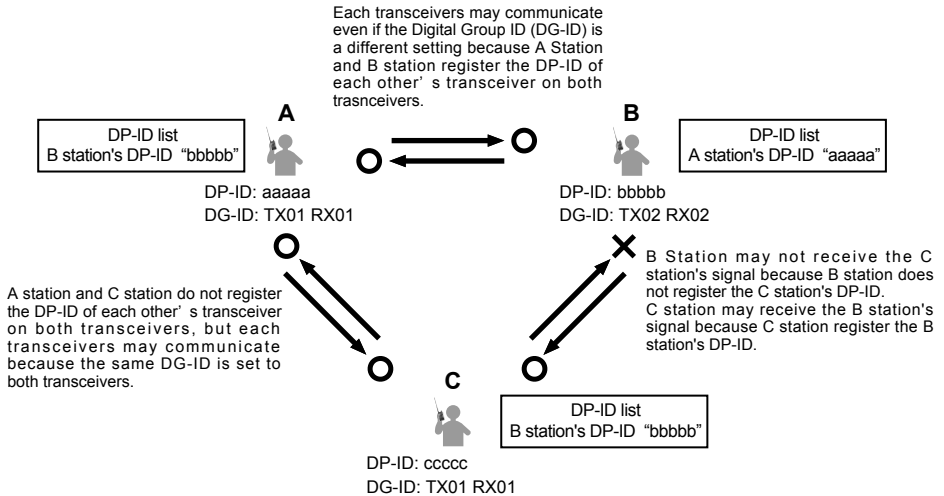 Each transceivers may communicate
even if the Digital Group ID (DG-ID) is
a different setting because A Station
and B station register the DP-ID of
each other' s transceiver on both
trasnceivers.
A
B
DP-ID list
B station's DP-ID “bbbbb”
DP-ID list
A station's DP-ID “aaaaa”
DP-ID: aaaaa
DG-ID: TX01 RX01
DP-ID: bbbbb
DG-ID: TX02 RX02
A station and C station do not register
the DP-ID of each other' s transceiver
on both transceivers, but each
transceivers may communicate
because the same DG-ID is set to
both transceivers.
B Station may not receive the C
station's signal because B station does
not register the C station's DP-ID.
C station may receive the B station's
signal because C station register the B
station's DP-ID.
C
DP-ID list
B station's DP-ID “bbbbb”
DP-ID: ccccc
DG-ID: TX01 RX01